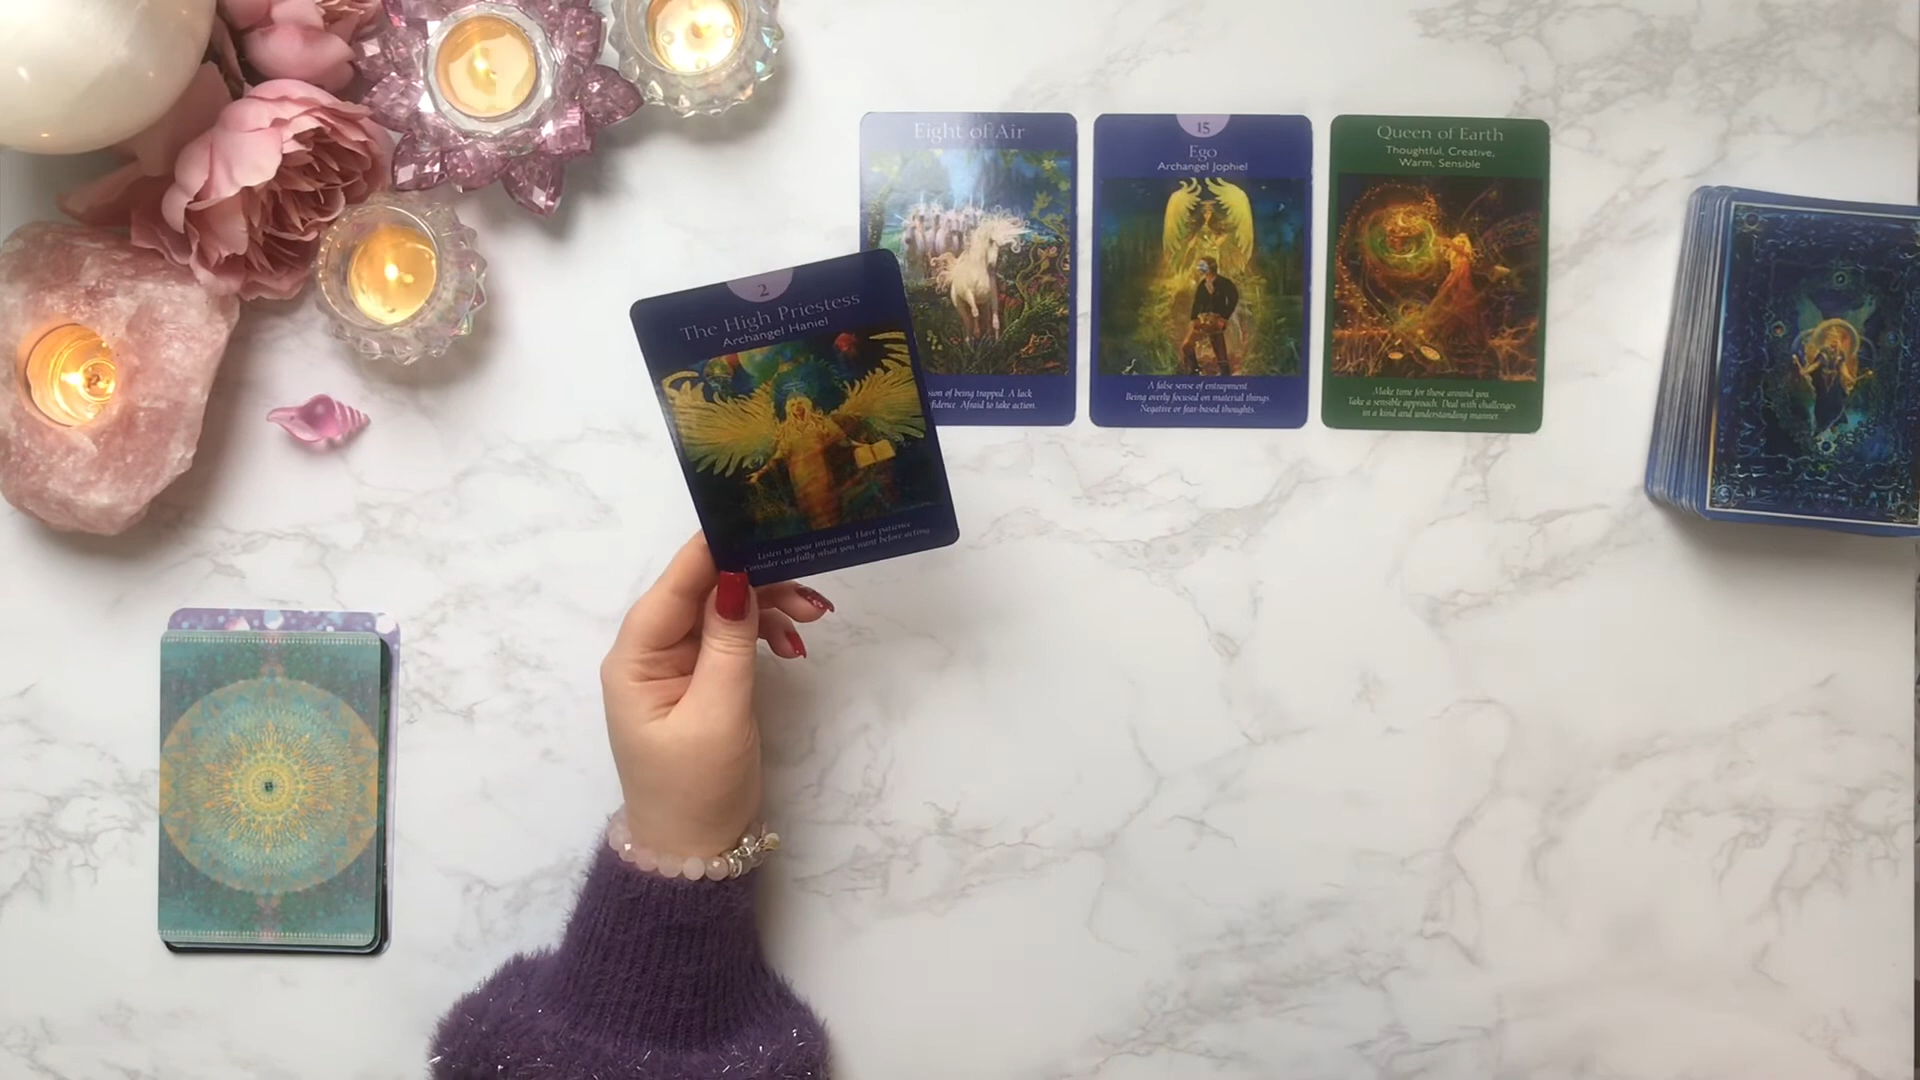 Eight of Air
sion of being trapped. A lack
fidence. Afraid to take action.
15
Ego
Archangel Jophiel
A false sense of entrapment.
Being overly focused on material things.
Negative or fear-based thoughts.
Queen of Earth
Thoughtful, Creative,
Warm, Sensible
Make time for those around you.
Take a sensible approach. Deal with challenges
in a kind and understanding manner.
2
The High Priestess
Archangel Haniel
Listen to your intuition. Have patience.
Consider carefully what you want before acting.